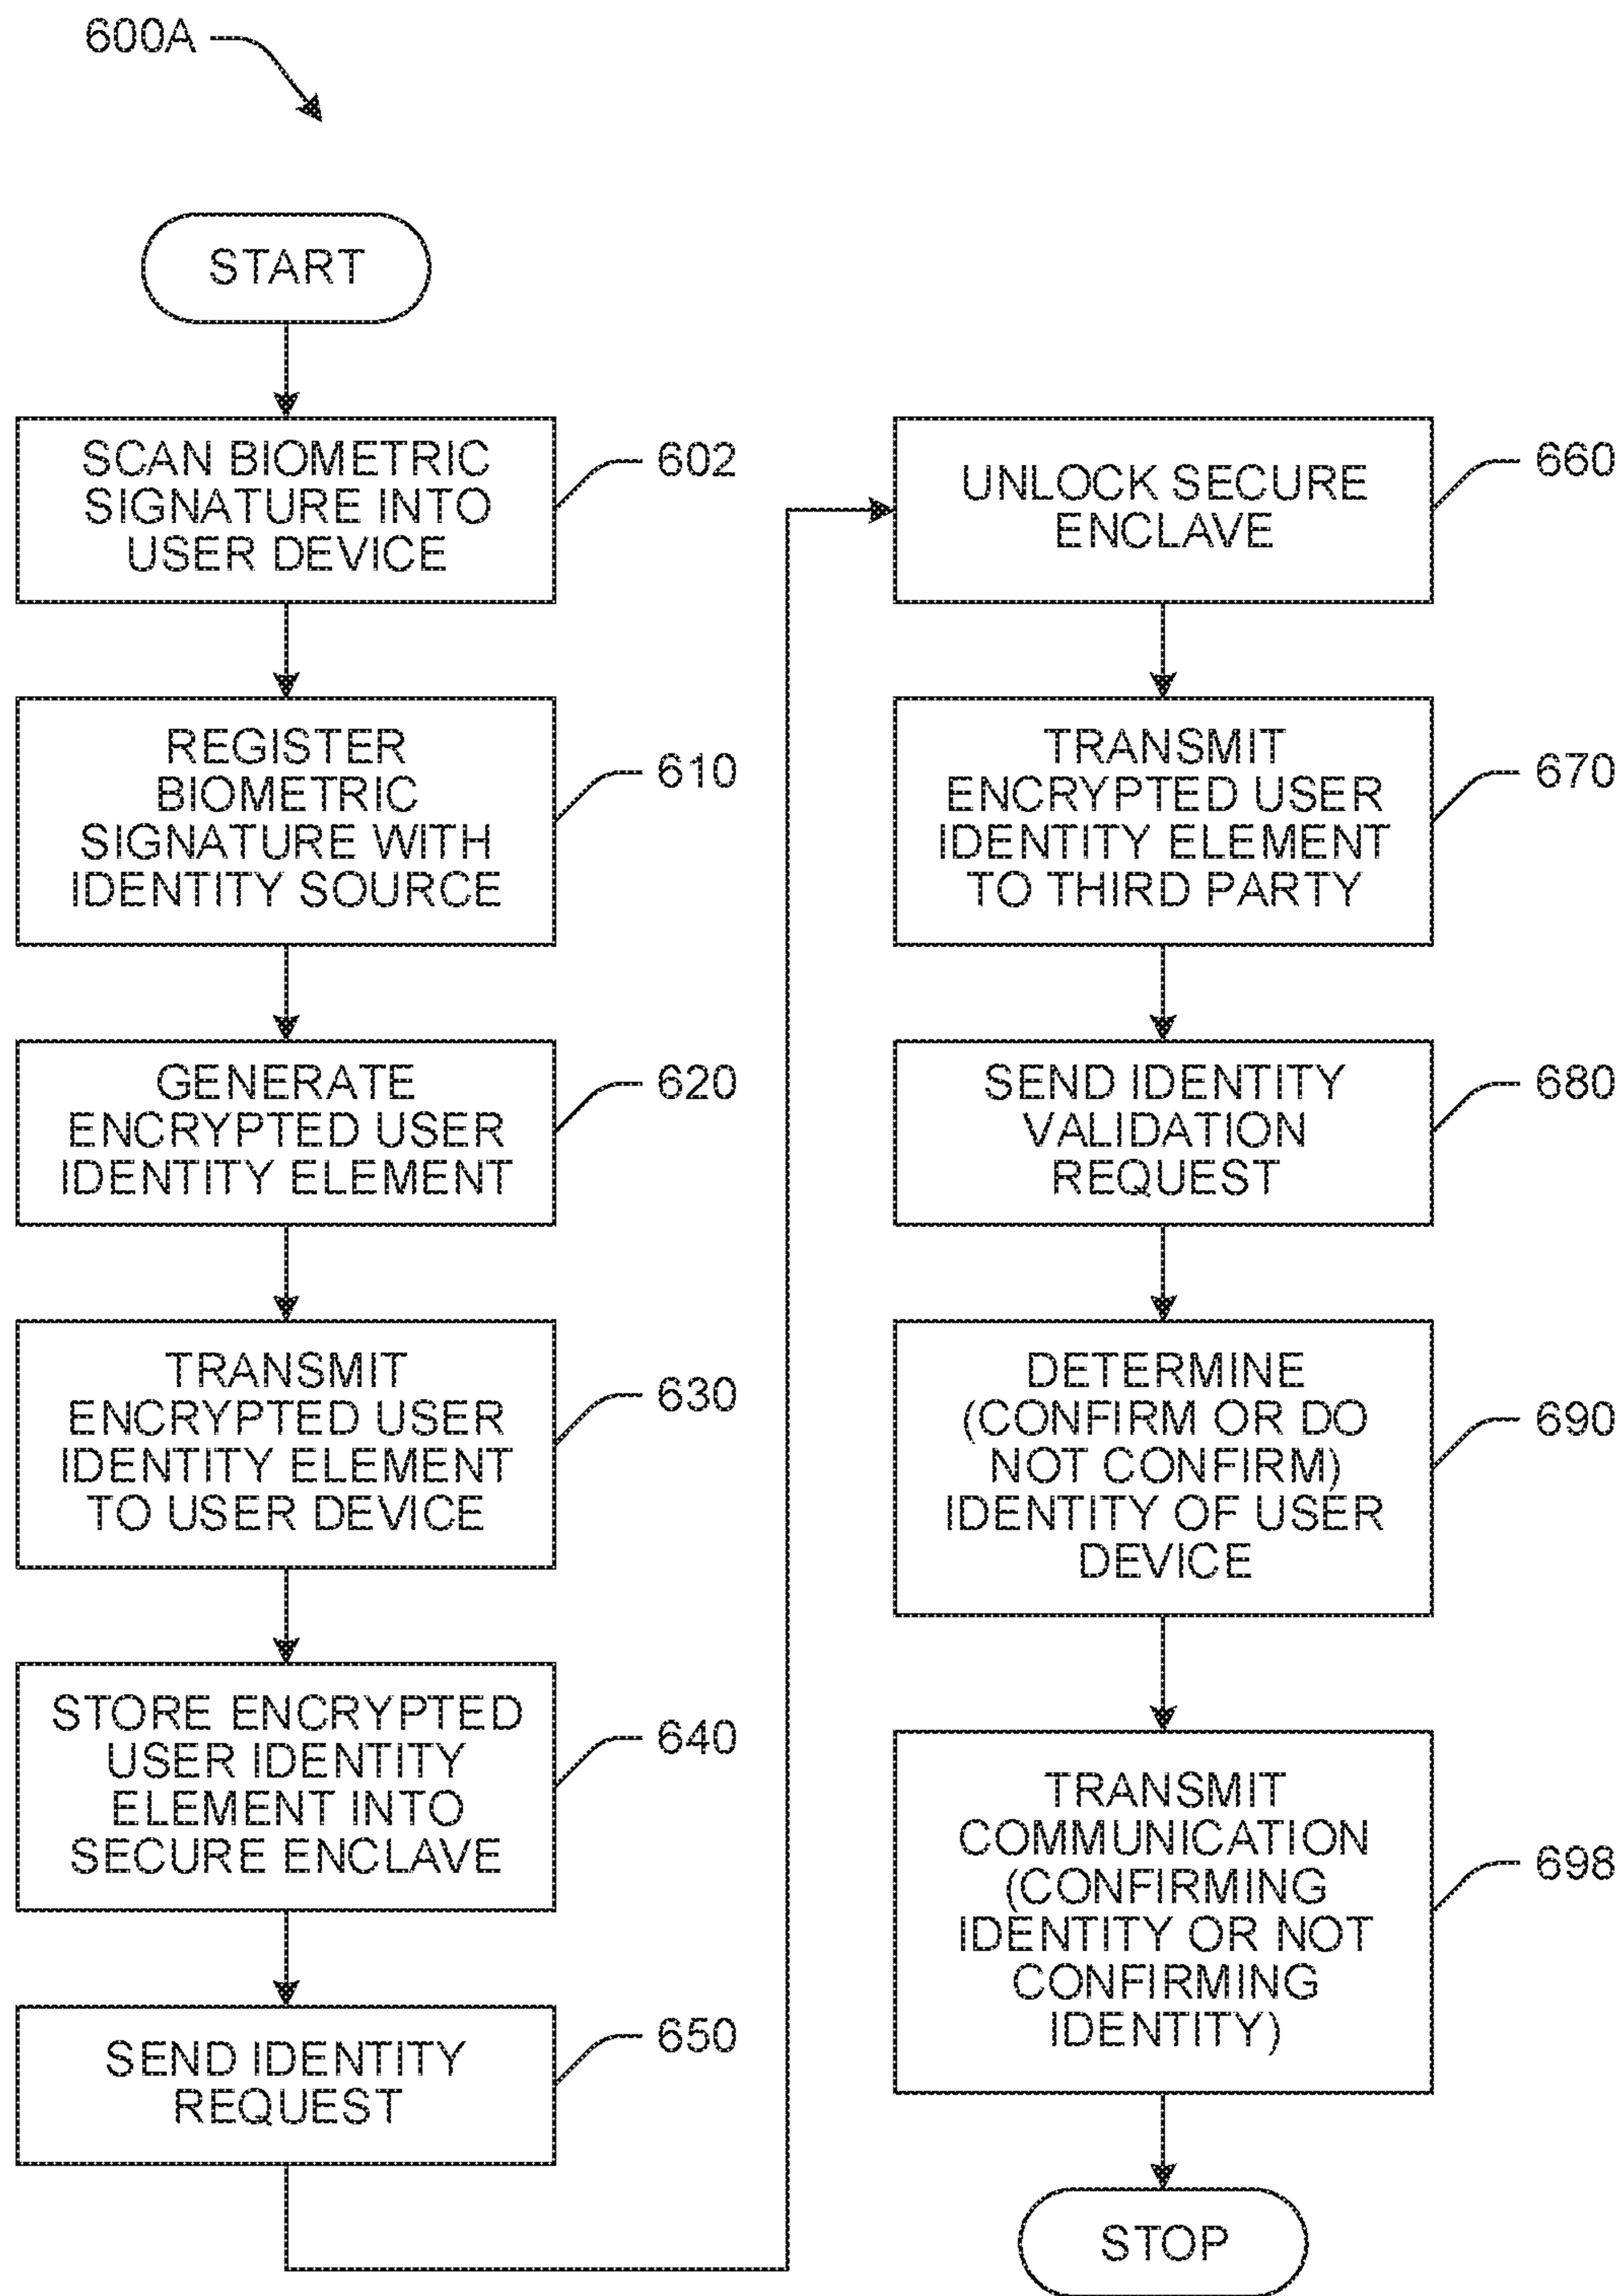 600A
START
SCAN BIOMETRIC
SIGNATURE INTO
USER DEVICE
602
REGISTER
BIOMETRIC
SIGNATURE WITH
IDENTITY SOURCE
610
GENERATE
ENCRYPTED USER
IDENTITY ELEMENT
620
TRANSMIT
ENCRYPTED USER
IDENTITY ELEMENT
TO USER DEVICE
630
STORE ENCRYPTED
USER IDENTITY
ELEMENT INTO
SECURE ENCLAVE
640
SEND IDENTITY
REQUEST
650
UNLOCK SECURE
ENCLAVE
660
TRANSMIT
ENCRYPTED USER
IDENTITY ELEMENT
TO THIRD PARTY
670
SEND IDENTITY
VALIDATION
REQUEST
680
DETERMINE
(CONFIRM OR DO
NOT CONFIRM)
IDENTITY OF USER
DEVICE
690
TRANSMIT
COMMUNICATION
(CONFIRMING
IDENTITY OR NOT
CONFIRMING
IDENTITY)
698
STOP